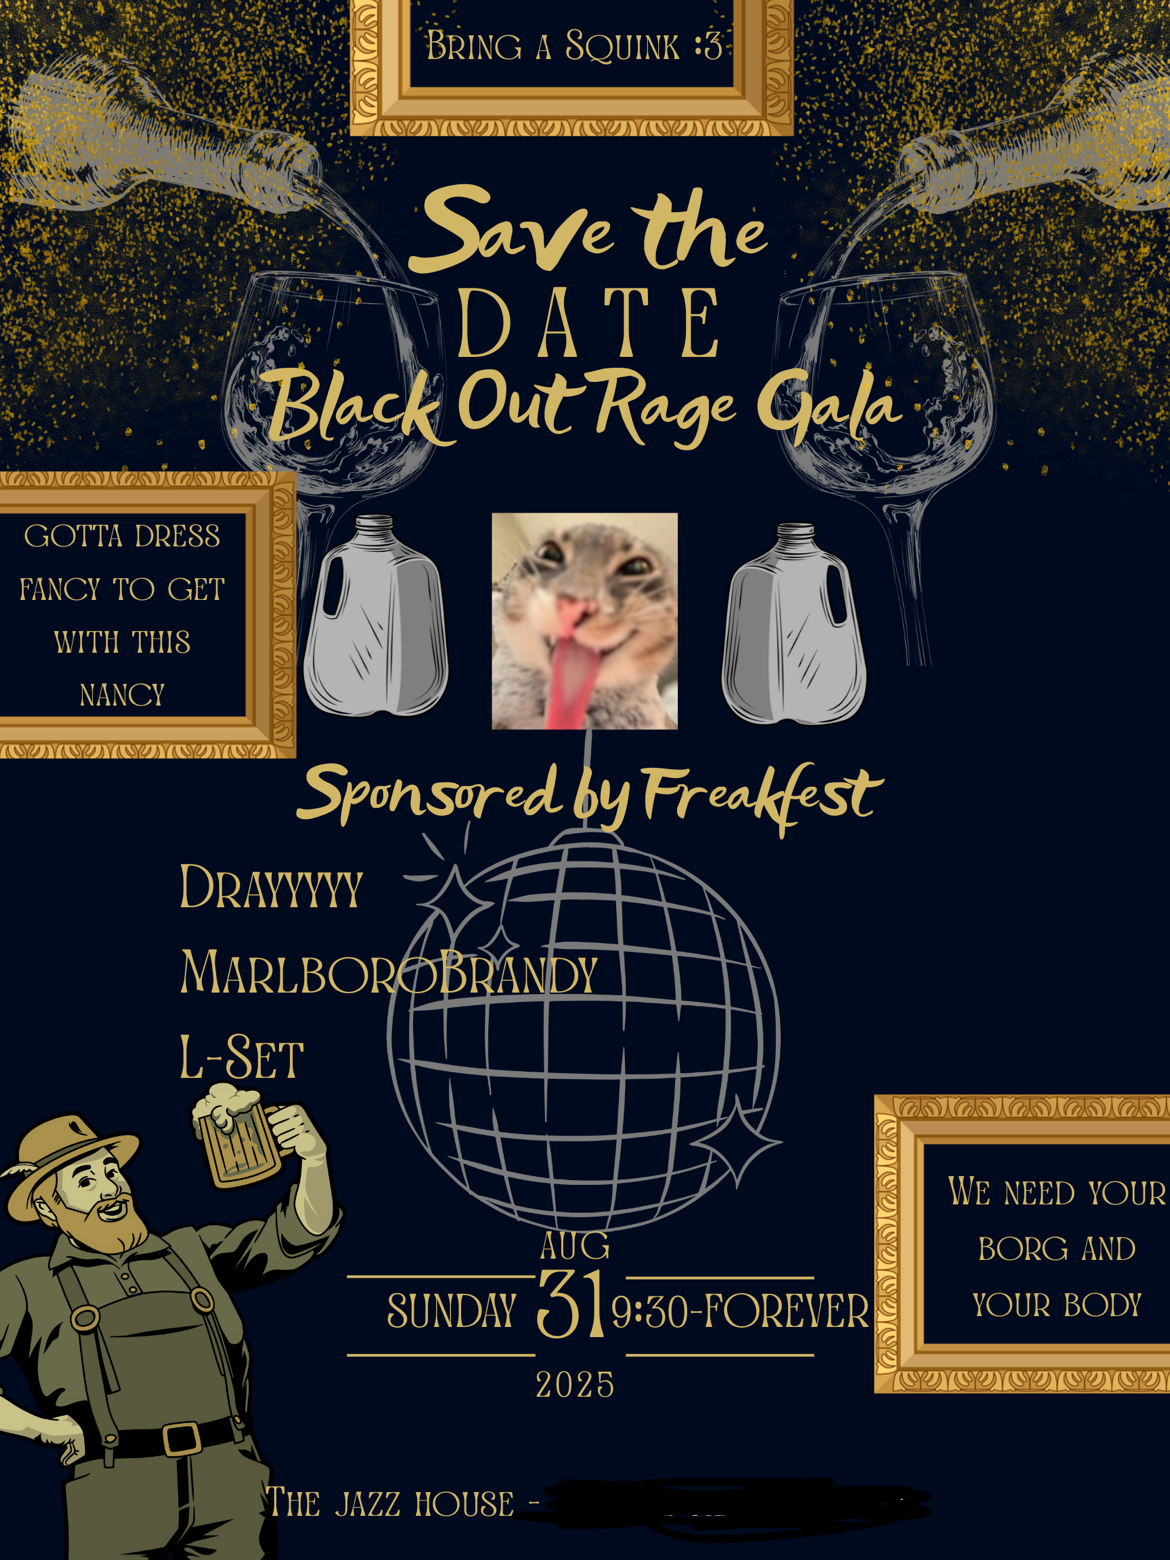 Bring a Squink :3
Save the
DATE
Black Out Rage Gala
GOTTA DRESS
FANCY TO GET
WITH THIS
NANCY
Sponsored by Freakfest
Drayyyyy
MarlboroBrandy
L-Set
We need your
borg and
your body
AUG
SUNDAY 31 9:30-FOREVER
2025
The jazz house -